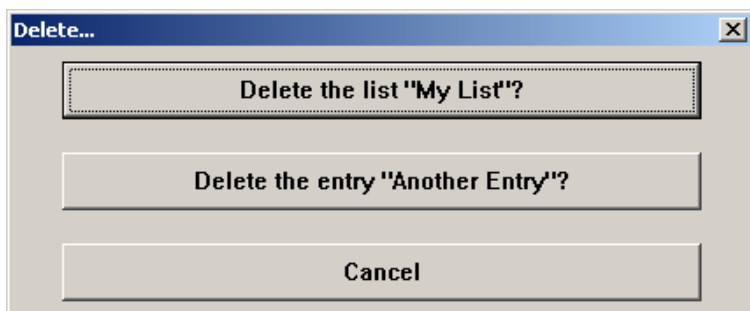 Delete...
Delete the list "My List"?
Delete the entry "Another Entry"?
Cancel